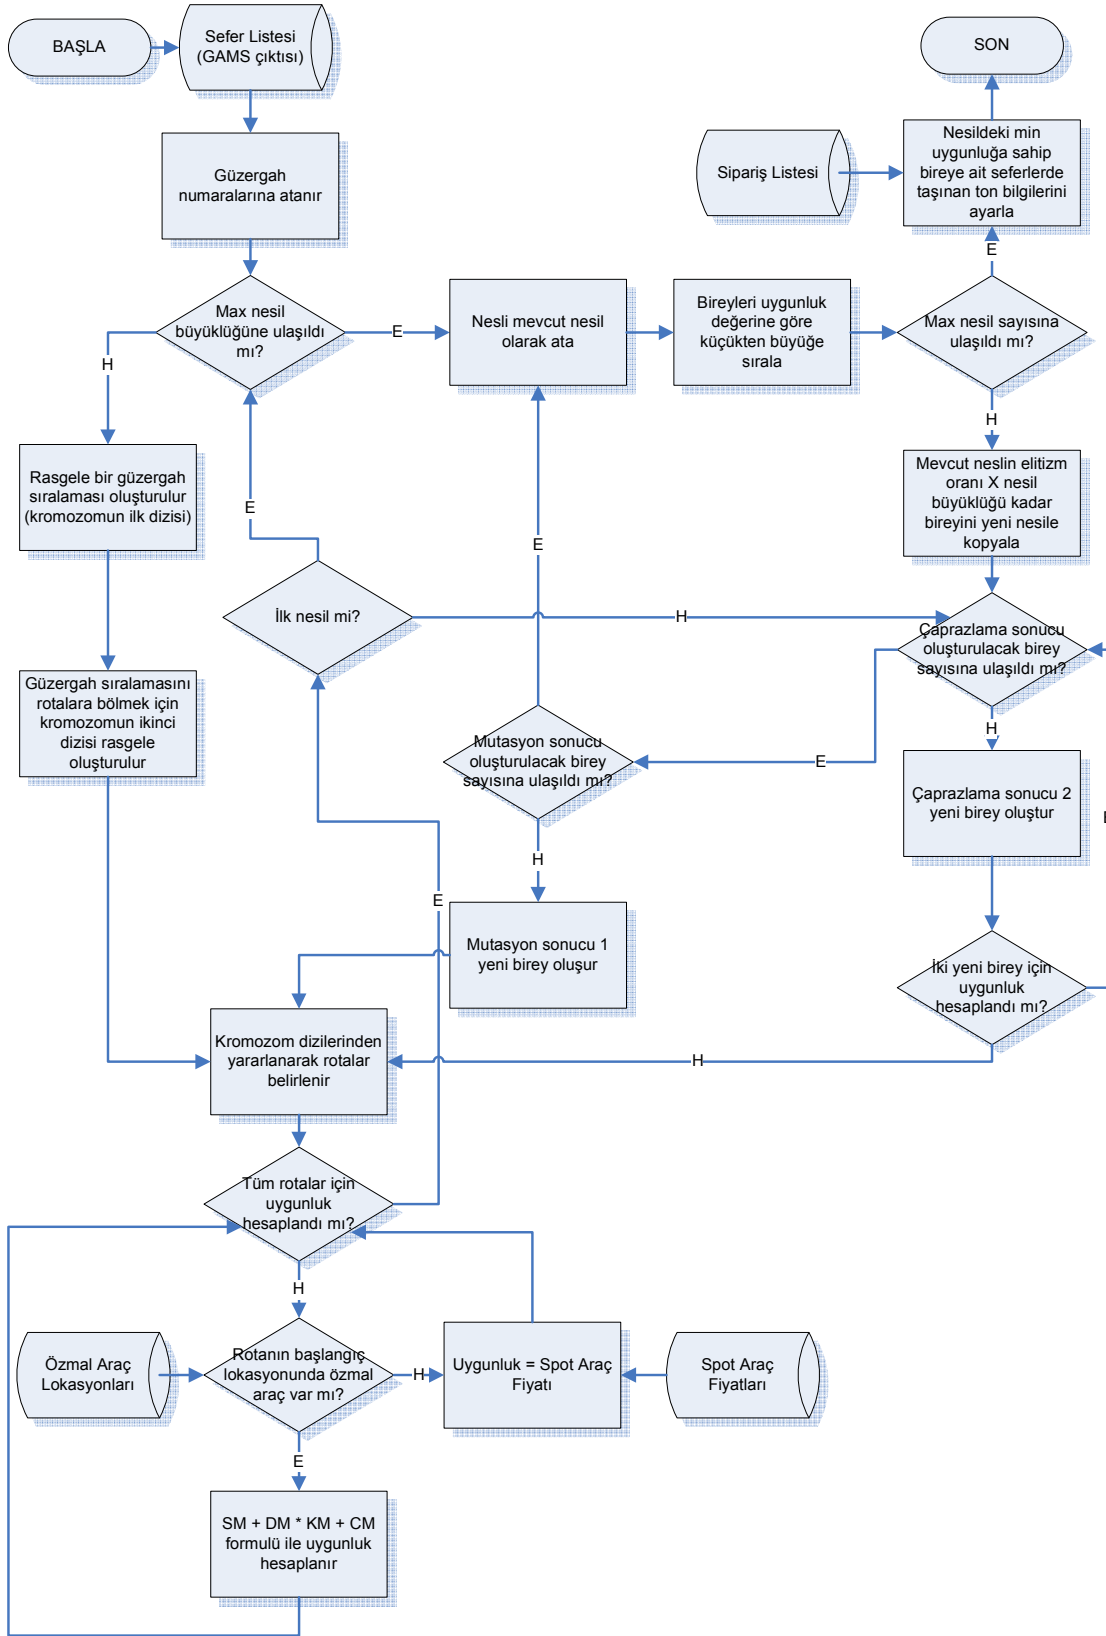 BAŞLA
Sefer Listesi
(GAMS çıktısı)
SON
Güzergah
numaralarına atanır
Sipariş Listesi
Nesildeki min
uygunluğa sahip
bireye ait seferlerde
taşınan ton bilgilerini
ayarla
E
Max nesil
büyüklüğüne ulaşıldı
mı?
E
H
Nesli mevcut nesil
olarak ata
Bireyleri uygunluk
değerine göre
küçükten büyüğe
sırala
Max nesil sayısına
ulaşıldı mı?
H
Rasgele bir güzergah
sıralaması oluşturulur
(kromozomun ilk dizisi)
E
E
Mevcut neslin elitizm
oranı X nesil
büyüklüğü kadar
bireyini yeni nesile
kopyala
İlk nesil mi?
H
Çaprazlama sonucu
oluşturulacak birey
sayısına ulaşıldı mı?
H
Güzergah sıralamasını
rotalara bölmek için
kromozomun ikinci
dizisi rasgele
oluşturulur
Mutasyon sonucu
oluşturulacak birey
sayısına ulaşıldı mı?
E
Çaprazlama sonucu 2
yeni birey oluştur
H
E
Mutasyon sonucu 1
yeni birey oluşur
İki yeni birey için
uygunluk
hesaplandı mı?
Kromozom dizilerinden
yararlanarak rotalar
belirlenir
H
Tüm rotalar için
uygunluk
hesaplandı mı?
H
Özmal Araç
Lokasyonları
Rotanın başlangıç
lokasyonunda özmal
araç var mı?
H
Uygunluk = Spot Araç
Fiyatı
Spot Araç
Fiyatları
E
SM + DM * KM + CM
formülü ile uygunluk
hesaplanır